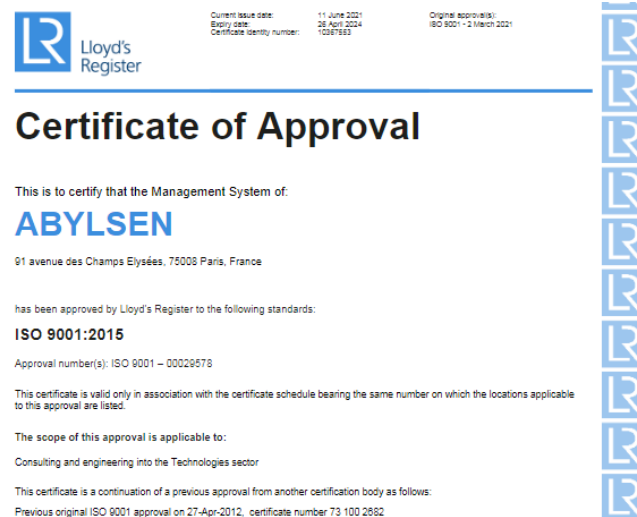 LR
Lloyd's
Register
Current issue date: 11 June 2021
Expiry date: 26 April 2024
Certificate identity number: 10367553
Original approval(s):
ISO 9001 - 2 March 2021
Certificate of Approval
This is to certify that the Management System of:
ABYLSEN
91 avenue des Champs Elysées, 75008 Paris, France
has been approved by Lloyd's Register to the following standards:
ISO 9001:2015
Approval number(s): ISO 9001 – 00029578
This certificate is valid only in association with the certificate schedule bearing the same number on which the locations applicable
to this approval are listed.
The scope of this approval is applicable to:
Consulting and engineering into the Technologies sector
This certificate is a continuation of a previous approval from another certification body as follows:
Previous original ISO 9001 approval on 27-Apr-2012, certificate number 73 100 2682